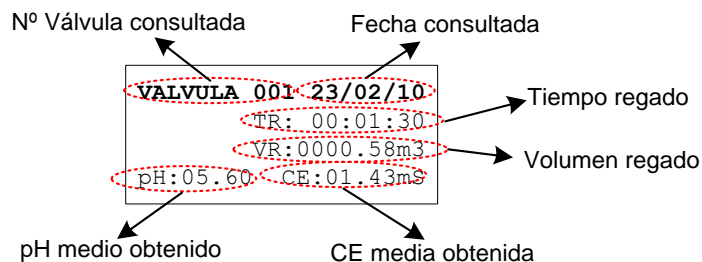 Nº Válvula consultada
Fecha consultada
VALVULA 001 23/02/10
TR: 00:01:30
Tiempo regado
VR:0000.58m3
Volumen regado
pH:05.60 CE:01.43mS
pH medio obtenido
CE media obtenida